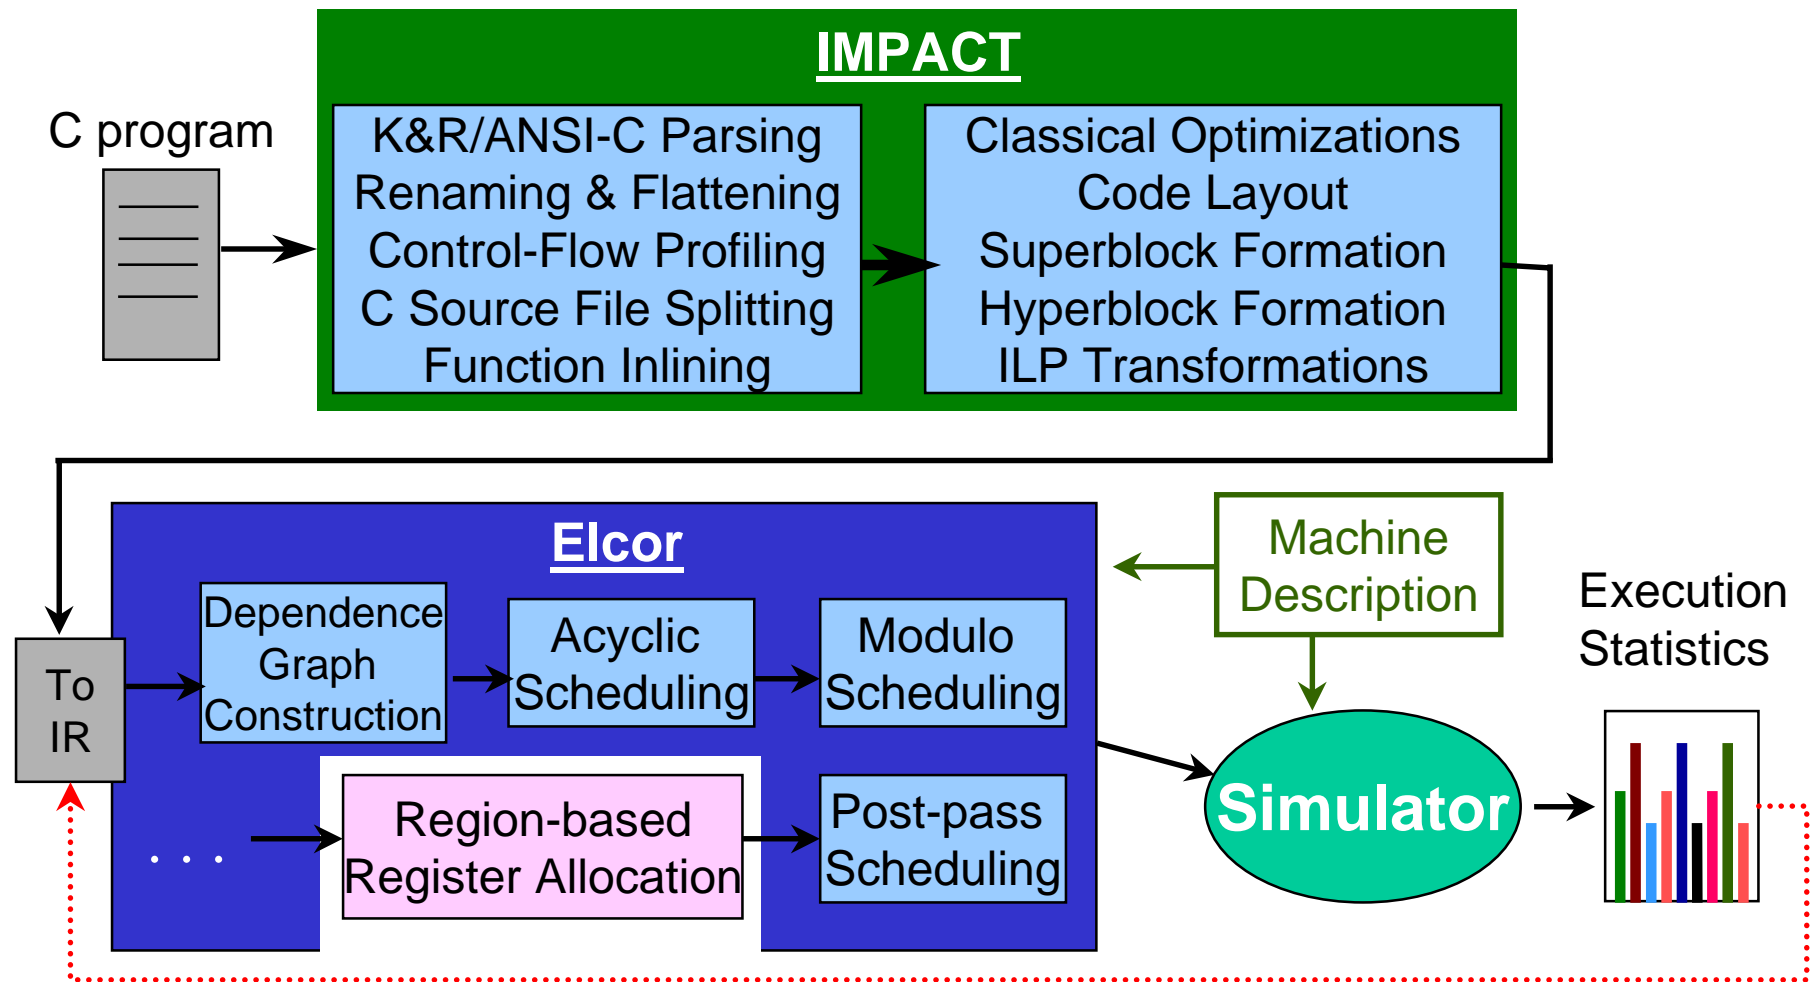 IMPACT
C program
K&R/ANSI-C Parsing
Renaming & Flattening
Control-Flow Profiling
C Source File Splitting
Function Inlining
Classical Optimizations
Code Layout
Superblock Formation
Hyperblock Formation
ILP Transformations
Elcor
To
IR
Dependence
Graph
Construction
Acyclic
Scheduling
Modulo
Scheduling
. . .
Region-based
Register Allocation
Post-pass
Scheduling
Machine
Description
Simulator
Execution
Statistics